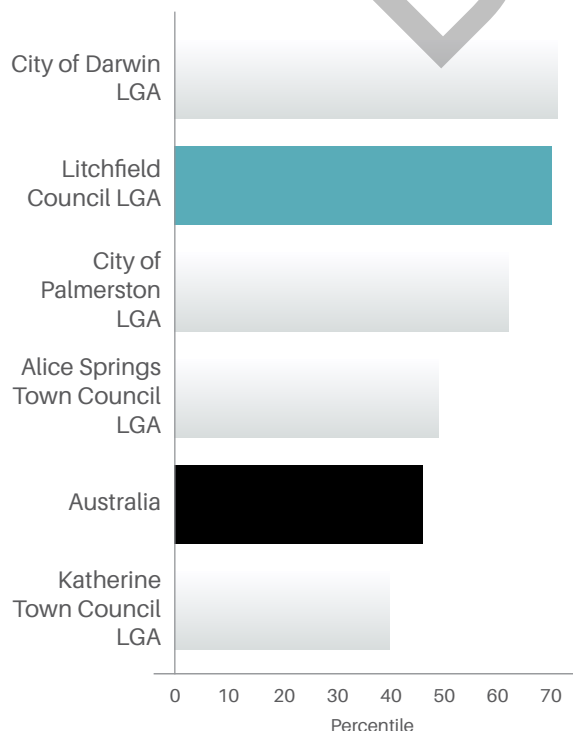 City of Darwin
LGA
Litchfield
Council LGA
City of
Palmerston
LGA
Alice Springs
Town Council
LGA
Australia
Katherine
Town Council
LGA
0 10 20 30 40 50 60 70
Percentile